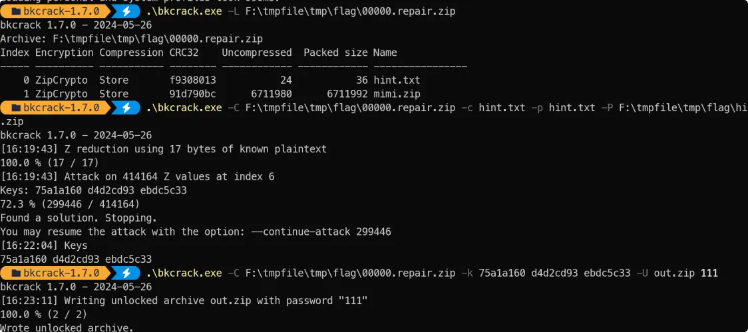 bkcrack-1.7.0 .\bkcrack.exe -L F:\tmpfile\tmp\flag\00000.repair.zip
bkcrack 1.7.0 - 2024-05-26
Archive: F:\tmpfile\tmp\flag\00000.repair.zip
Index Encryption Compression CRC32    Uncompressed  Packed size Name
----- ---------- ----------- -------- ------------ ------------ ----------------
    0 ZipCrypto  Store       f9308013           24           36 hint.txt
    1 ZipCrypto  Store       91d790bc      6711980      6711992 mimi.zip
bkcrack-1.7.0 .\bkcrack.exe -C F:\tmpfile\tmp\flag\00000.repair.zip -c hint.txt -p hint.txt -P F:\tmpfile\tmp\flag\hi
.zip
bkcrack 1.7.0 - 2024-05-26
[16:19:43] Z reduction using 17 bytes of known plaintext
100.0 % (17 / 17)
[16:19:43] Attack on 414164 Z values at index 6
Keys: 75a1a160 d4d2cd93 ebdc5c33
72.3 % (299446 / 414164)
Found a solution. Stopping.
You may resume the attack with the option: --continue-attack 299446
[16:22:04] Keys
75a1a160 d4d2cd93 ebdc5c33
bkcrack-1.7.0 .\bkcrack.exe -C F:\tmpfile\tmp\flag\00000.repair.zip -k 75a1a160 d4d2cd93 ebdc5c33 -U out.zip 111
bkcrack 1.7.0 - 2024-05-26
[16:23:11] Writing unlocked archive out.zip with password "111"
100.0 % (2 / 2)
Wrote unlocked archive.